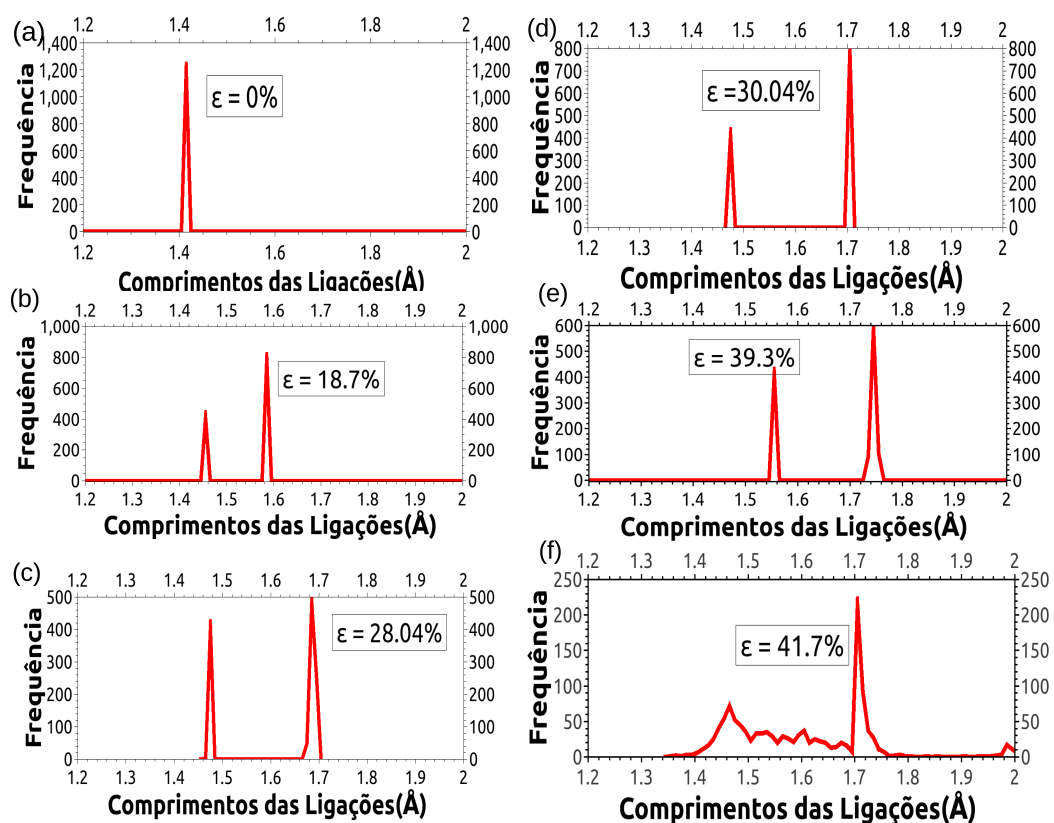 (a)
1.2 1.4 1.6 1.8 2
1,400 1,400
1,200 1,200
1,000 1,000
800 800
600 600
400 400
200 200
0 0
Frequência
ε = 0%
1.2 1.4 1.6 1.8 2
Comprimentos das Ligações(Å)
(b)
1.2 1.3 1.4 1.5 1.6 1.7 1.8 1.9 2
1,000 1,000
800 800
600 600
400 400
200 200
0 0
Frequência
ε = 18.7%
1.2 1.3 1.4 1.5 1.6 1.7 1.8 1.9 2
Comprimentos das Ligações(Å)
(c)
1.2 1.3 1.4 1.5 1.6 1.7 1.8 1.9 2
500 500
400 400
300 300
200 200
100 100
0 0
Frequência
ε = 28.04%
1.2 1.3 1.4 1.5 1.6 1.7 1.8 1.9 2
Comprimentos das Ligações(Å)
(d)
1.2 1.3 1.4 1.5 1.6 1.7 1.8 1.9 2
800 800
700 700
600 600
500 500
400 400
300 300
200 200
100 100
0 0
Frequência
ε =30.04%
1.2 1.3 1.4 1.5 1.6 1.7 1.8 1.9 2
Comprimentos das Ligações(Å)
(e)
1.2 1.3 1.4 1.5 1.6 1.7 1.8 1.9 2
600 600
500 500
400 400
300 300
200 200
100 100
0 0
Frequência
ε = 39.3%
1.2 1.3 1.4 1.5 1.6 1.7 1.8 1.9 2
Comprimentos das Ligações(Å)
(f)
1.2 1.3 1.4 1.5 1.6 1.7 1.8 1.9 2
250 250
200 200
150 150
100 100
50 50
0 0
Frequência
ε = 41.7%
1.2 1.3 1.4 1.5 1.6 1.7 1.8 1.9 2
Comprimentos das Ligações(Å)